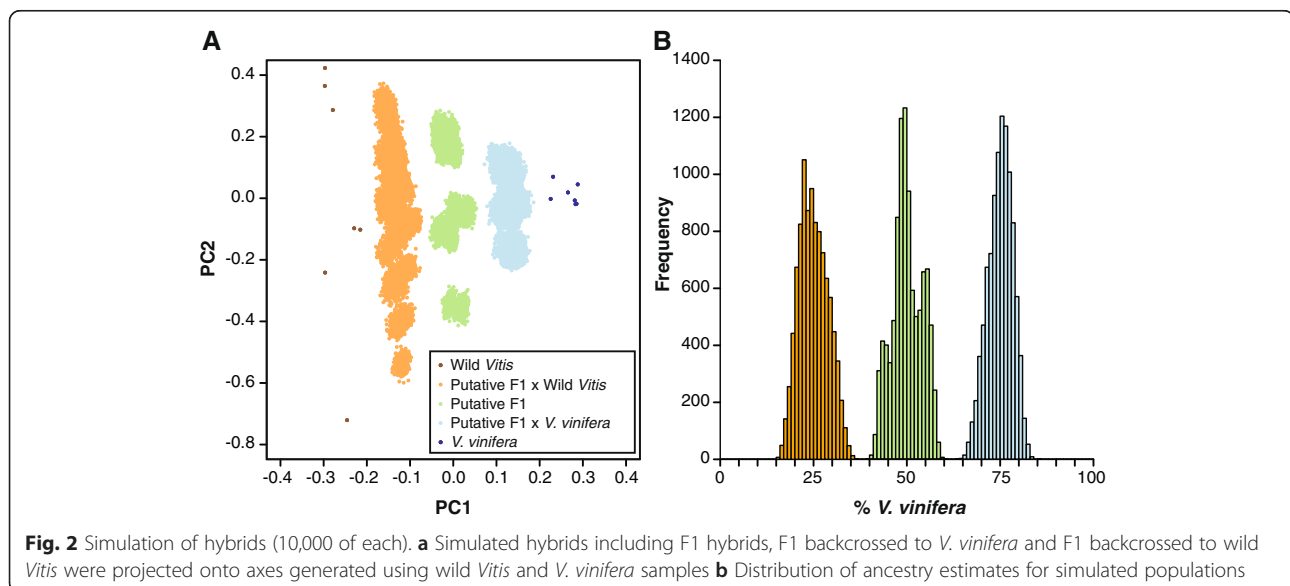 A
B
PC2
0.4
0.2
0.0
-0.2
-0.4
-0.6
-0.8
-0.4 -0.3 -0.2 -0.1 0.0 0.1 0.2 0.3 0.4
PC1
Wild Vitis
Putative F1 x Wild Vitis
Putative F1
Putative F1 x V. vinifera
V. vinifera
Frequency
1400
1200
1000
800
600
400
200
0
0 25 50 75 100
% V. vinifera
Fig. 2 Simulation of hybrids (10,000 of each). a Simulated hybrids including F1 hybrids, F1 backcrossed to V. vinifera and F1 backcrossed to wild
Vitis were projected onto axes generated using wild Vitis and V. vinifera samples b Distribution of ancestry estimates for simulated populations